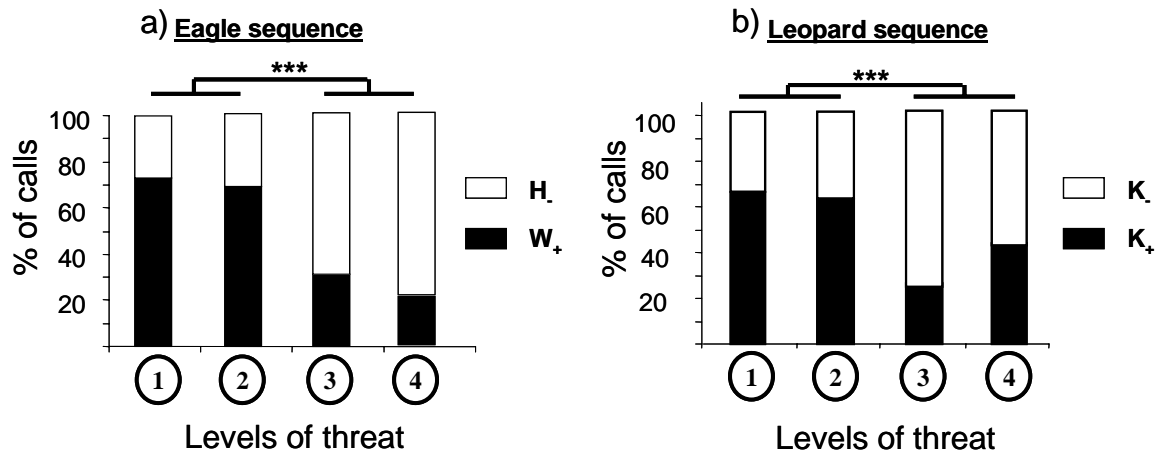 a) Eagle sequence
***
100
80
60
40
20
% of calls
H-
W+
1 2 3 4
Levels of threat
b) Leopard sequence
***
100
80
60
40
20
% of calls
K-
K+
1 2 3 4
Levels of threat